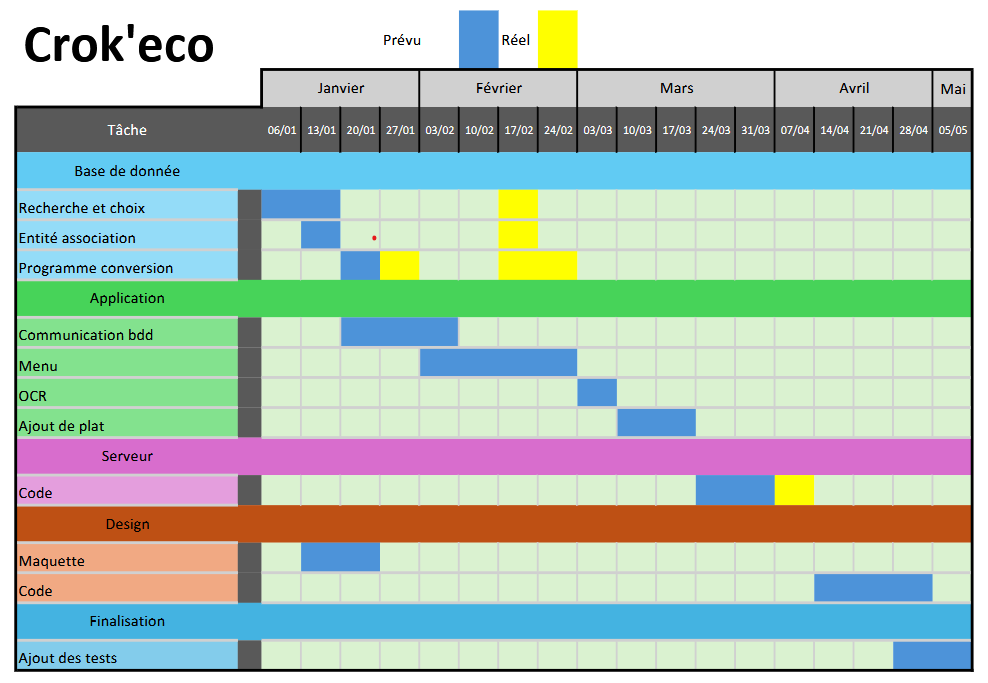 Crok'eco
Prévu Réel
Janvier Février Mars Avril Mai
Tâche 06/01 13/01 20/01 27/01 03/02 10/02 17/02 24/02 03/03 10/03 17/03 24/03 31/03 07/04 14/04 21/04 28/04 05/05
Base de donnée
Recherche et choix
Entité association
Programme conversion
Application
Communication bdd
Menu
OCR
Ajout de plat
Serveur
Code
Design
Maquette
Code
Finalisation
Ajout des tests